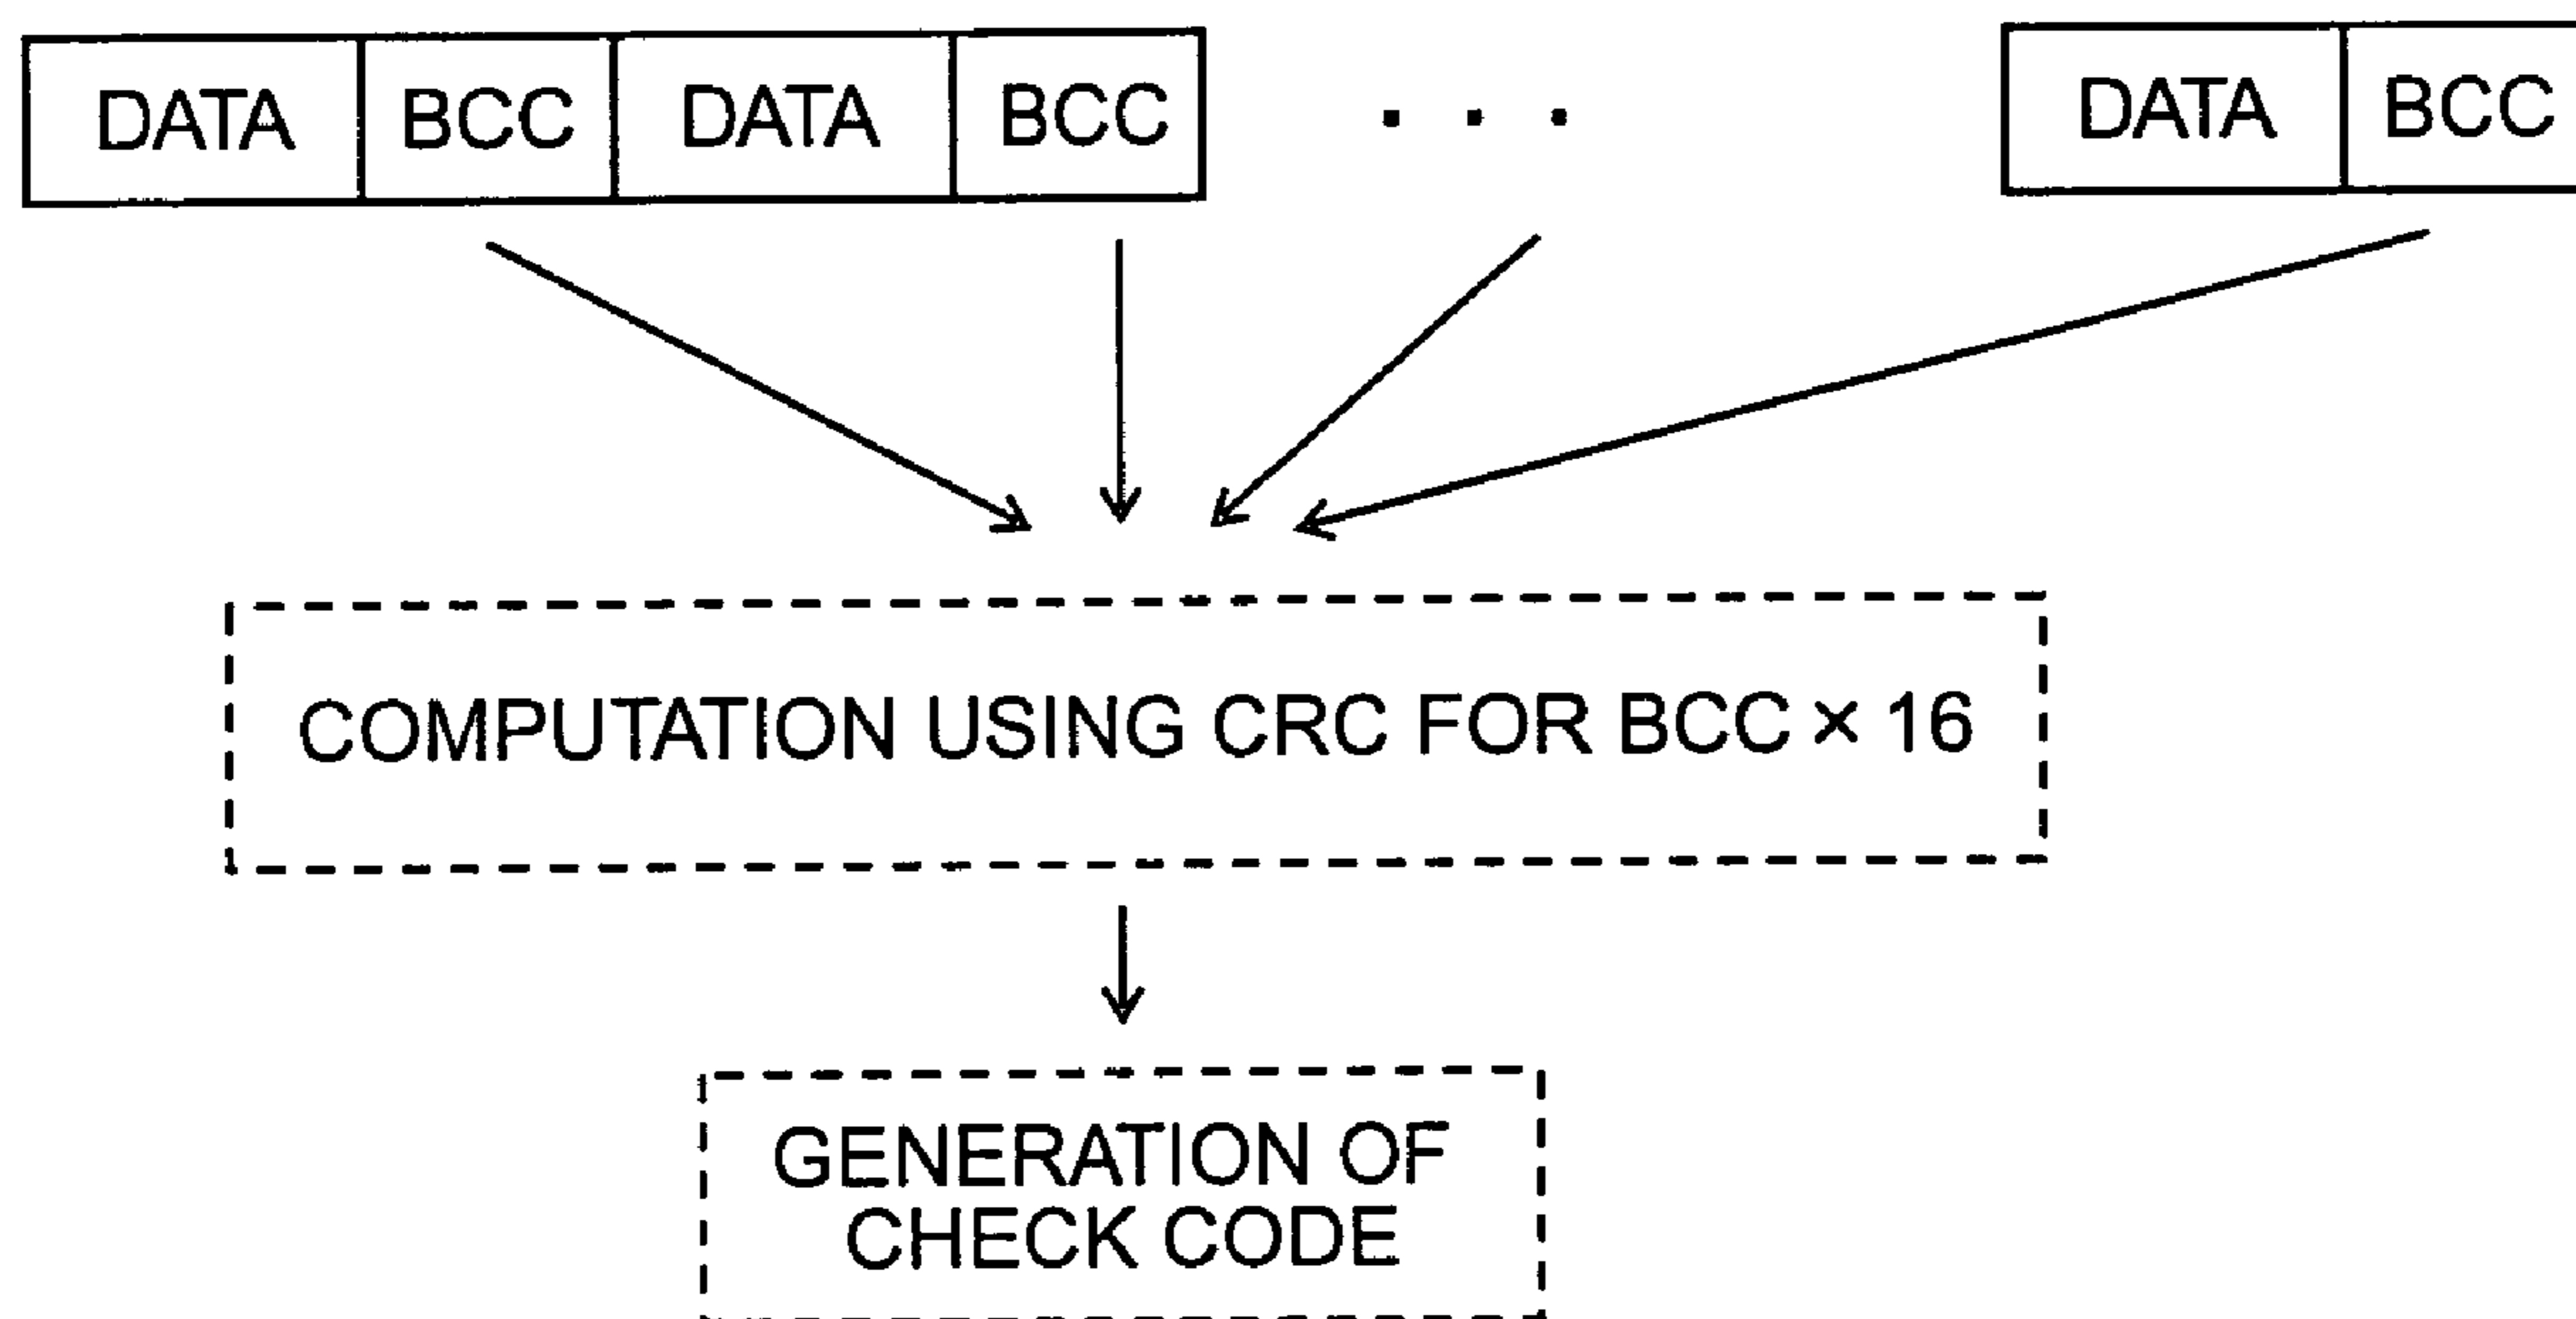 DATA BCC DATA BCC . . . DATA BCC
COMPUTATION USING CRC FOR BCC × 16
GENERATION OF
CHECK CODE